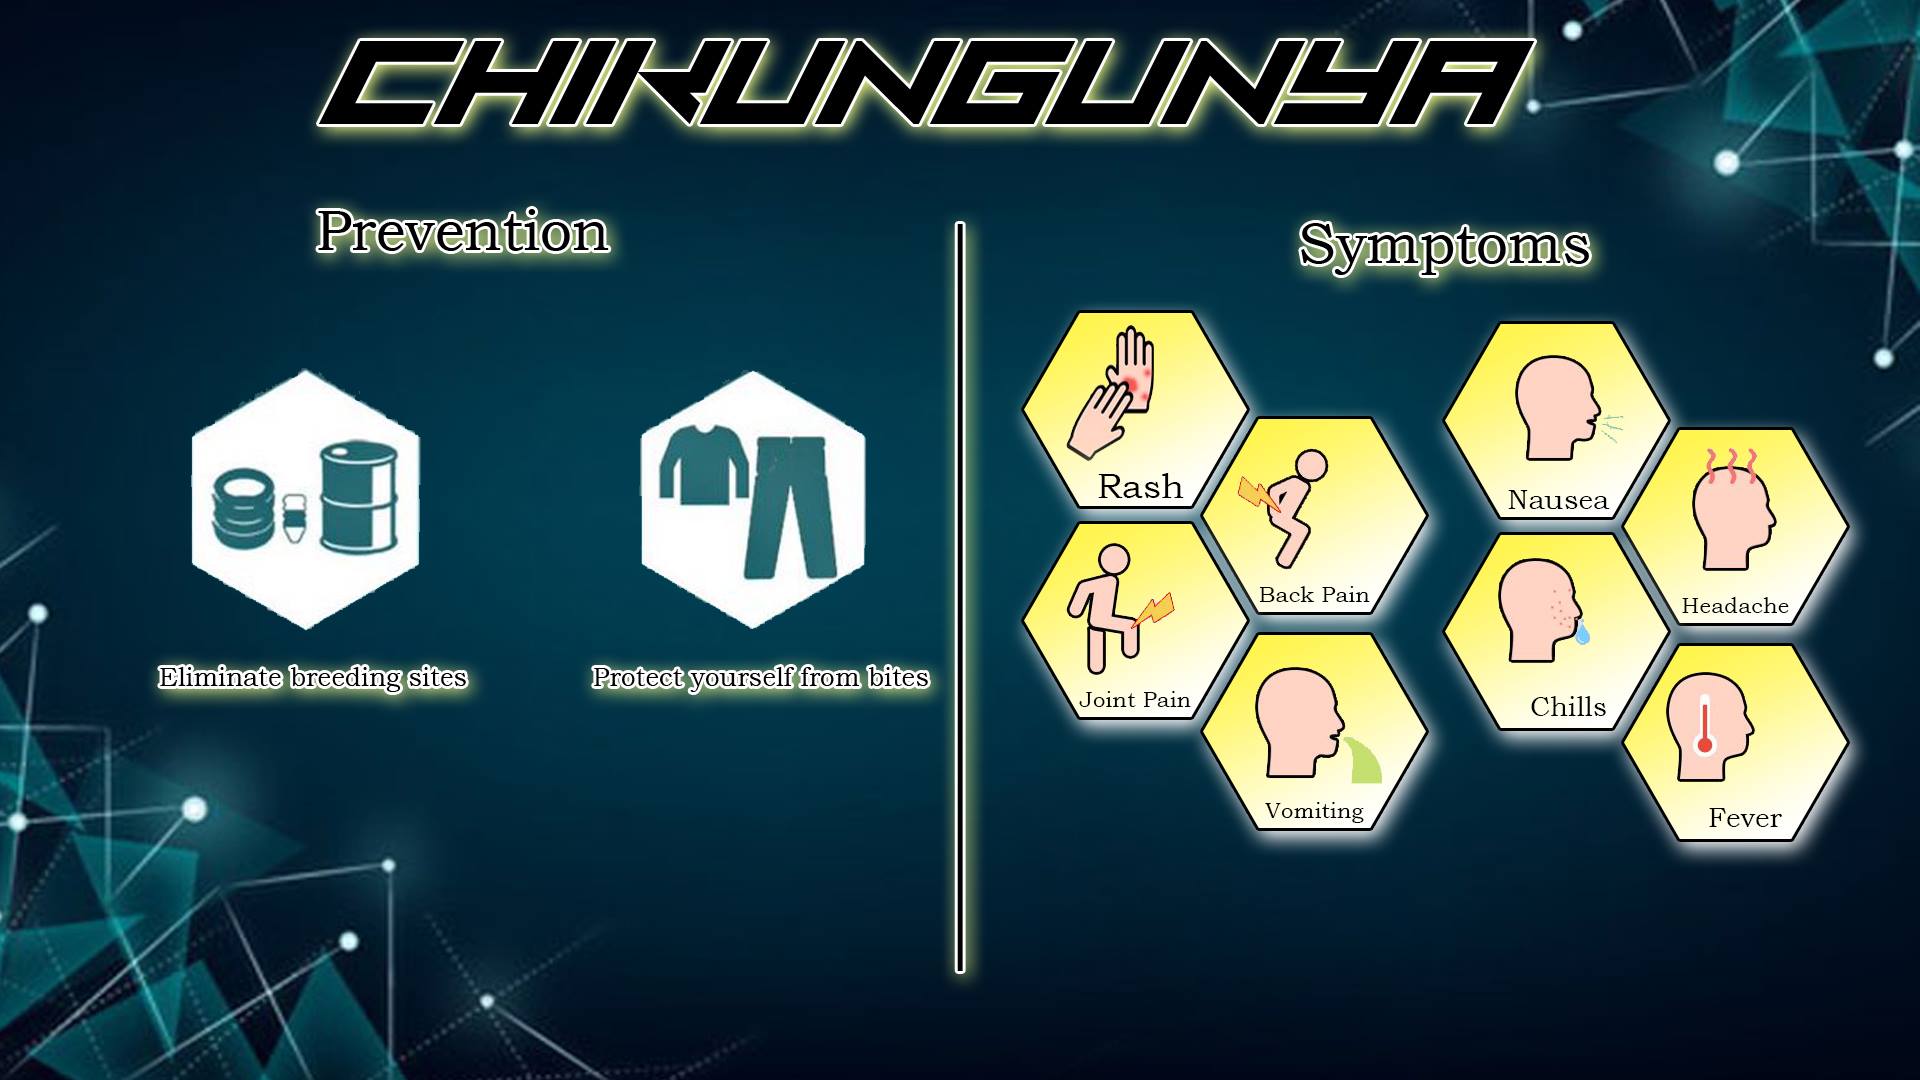 CHIKUNGUNYA
Prevention
Eliminate breeding sites
Protect yourself from bites
Symptoms
Rash
Back Pain
Joint Pain
Vomiting
Nausea
Headache
Chills
Fever